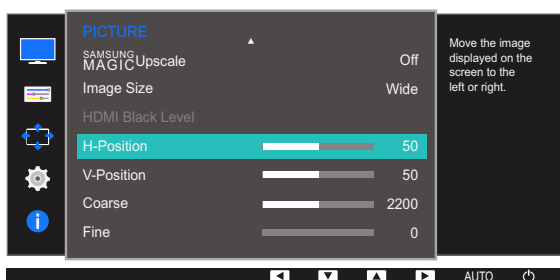 PICTURE
SAMSUNG
MAGIC Upscale Off
Image Size Wide
HDMI Black Level
H-Position 50
V-Position 50
Coarse 2200
Fine 0
Move the image
displayed on the
screen to the
left or right.
AUTO